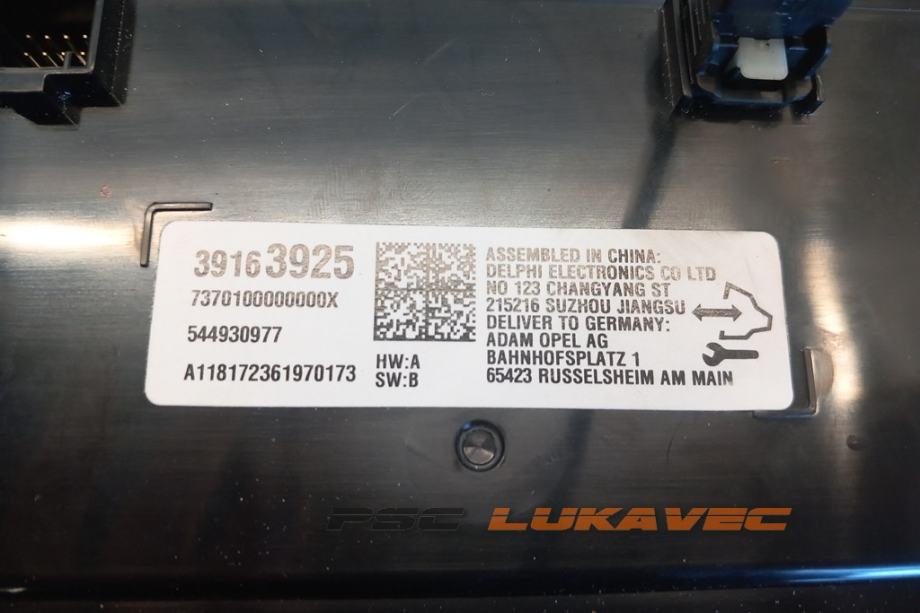 39163925
7370100000000X
544930977
A118172361970173
HW:A
SW:B
ASSEMBLED IN CHINA:
DELPHI ELECTRONICS CO LTD
NO 123 CHANGYANG ST
215216 SUZHOU JIANGSU
DELIVER TO GERMANY:
ADAM OPEL AG
BAHNHOFSPLATZ 1
65423 RUSSELSHEIM AM MAIN
PSC LUKAVEC